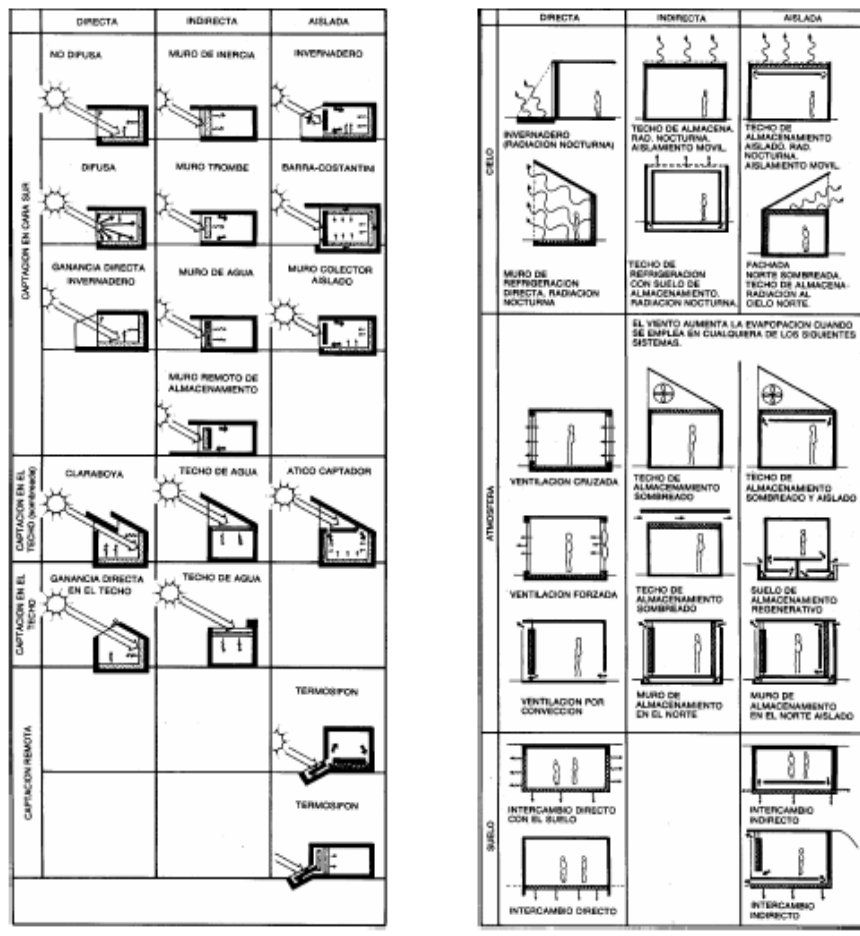 DIRECTA
INDIRECTA
AISLADA
CAPTACION EN CARA SUR
NO DIFUSA
MURO DE INERCIA
INVERNADERO
DIFUSA
MURO TROMBE
BARRA-COSTANTINI
GANANCIA DIRECTA
INVERNADERO
MURO DE AGUA
MURO COLECTOR
AISLADO
MURO REMOTO DE
ALMACENAMIENTO
CAPTACION EN EL
TECHO (sombreado)
CLARABOYA
TECHO DE AGUA
ATICO CAPTADOR
CAPTACION EN EL
TECHO
GANANCIA DIRECTA
EN EL TECHO
TECHO DE AGUA
CAPTACION REMOTA
TERMOSIFON
TERMOSIFON
DIRECTA
INDIRECTA
AISLADA
CIELO
INVERNADERO
(RADIACION NOCTURNA)
TECHO DE ALMACENA.
RAD. NOCTURNA.
AISLAMIENTO MOVIL.
TECHO DE
ALMACENAMIENTO
AISLADO. RAD.
NOCTURNA.
AISLAMIENTO MOVIL.
MURO DE
REFRIGERACION
DIRECTA. RADIACION
NOCTURNA
TECHO DE
REFRIGERACION
CON SUELO DE
ALMACENAMIENTO.
RADIACION NOCTURNA.
FACHADA
NORTE SOMBREADA.
TECHO DE ALMACENA-
RADIACION AL
CIELO NORTE.
ATMOSFERA
EL VIENTO AUMENTA LA EVAPORACION CUANDO
SE EMPLEA EN CUALQUIERA DE LOS SIGUIENTES
SISTEMAS.
VENTILACION CRUZADA
TECHO DE
ALMACENAMIENTO
SOMBREADO
TECHO DE
ALMACENAMIENTO
SOMBREADO Y AISLADO
VENTILACION FORZADA
TECHO DE
ALMACENAMIENTO
SOMBREADO
SUELO DE
ALMACENAMIENTO
REGENERATIVO
VENTILACION POR
CONVECCION
MURO DE
ALMACENAMIENTO
EN EL NORTE
MURO DE
ALMACENAMIENTO
EN EL NORTE AISLADO
SUELO
INTERCAMBIO DIRECTO
CON EL SUELO
INTERCAMBIO
INDIRECTO
INTERCAMBIO DIRECTO
INTERCAMBIO
INDIRECTO